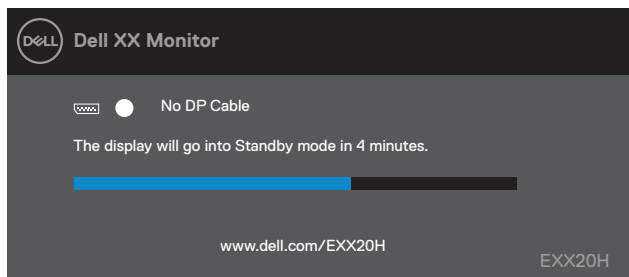 DELL Dell XX Monitor
No DP Cable
The display will go into Standby mode in 4 minutes.
www.dell.com/EXX20H
EXX20H